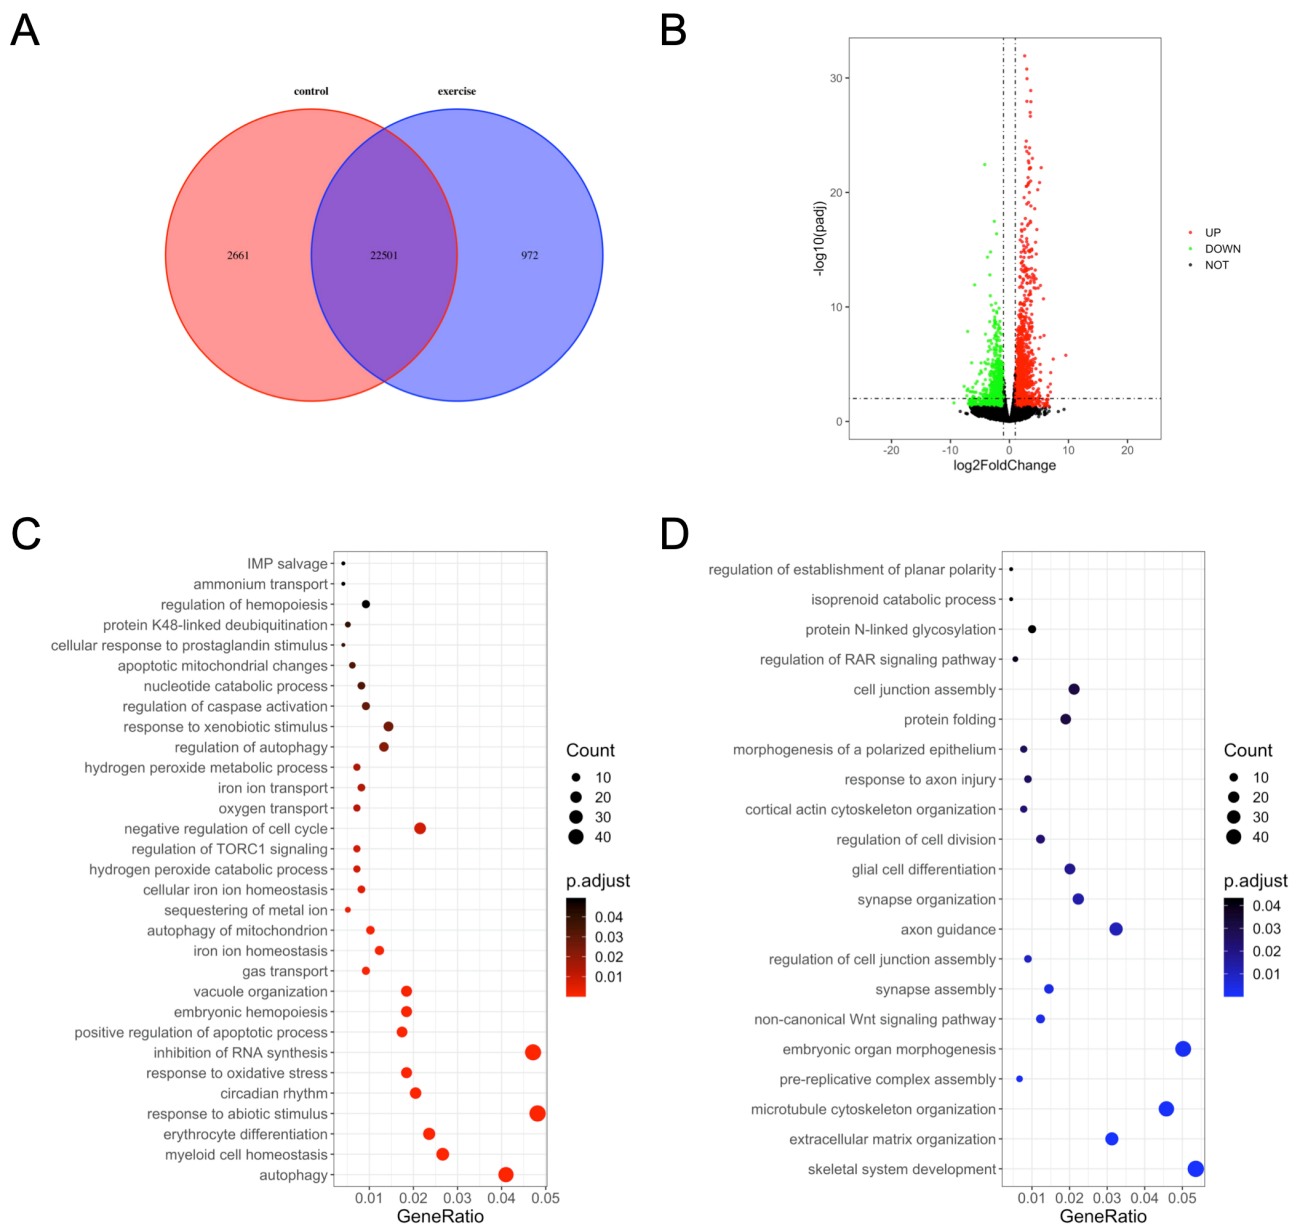 A
control
exercise
2661
22501
972
B
30
20
10
0
-log10(padj)
-20
-10
0
10
20
log2FoldChange
UP
DOWN
NOT
C
IMP salvage
ammonium transport
regulation of hemopoiesis
protein K48-linked deubiquitination
cellular response to prostaglandin stimulus
apoptotic mitochondrial changes
nucleotide catabolic process
regulation of caspase activation
response to xenobiotic stimulus
regulation of autophagy
hydrogen peroxide metabolic process
iron ion transport
oxygen transport
negative regulation of cell cycle
regulation of TORC1 signaling
hydrogen peroxide catabolic process
cellular iron ion homeostasis
sequestering of metal ion
autophagy of mitochondrion
iron ion homeostasis
gas transport
vacuole organization
embryonic hemopoiesis
positive regulation of apoptotic process
inhibition of RNA synthesis
response to oxidative stress
circadian rhythm
response to abiotic stimulus
erythrocyte differentiation
myeloid cell homeostasis
autophagy
0.01
0.02
0.03
0.04
0.05
GeneRatio
Count
10
20
30
40
p.adjust
0.04
0.03
0.02
0.01
D
regulation of establishment of planar polarity
isoprenoid catabolic process
protein N-linked glycosylation
regulation of RAR signaling pathway
cell junction assembly
protein folding
morphogenesis of a polarized epithelium
response to axon injury
cortical actin cytoskeleton organization
regulation of cell division
glial cell differentiation
synapse organization
axon guidance
regulation of cell junction assembly
synapse assembly
non-canonical Wnt signaling pathway
embryonic organ morphogenesis
pre-replicative complex assembly
microtubule cytoskeleton organization
extracellular matrix organization
skeletal system development
0.01
0.02
0.03
0.04
0.05
GeneRatio
Count
10
20
30
40
p.adjust
0.04
0.03
0.02
0.01